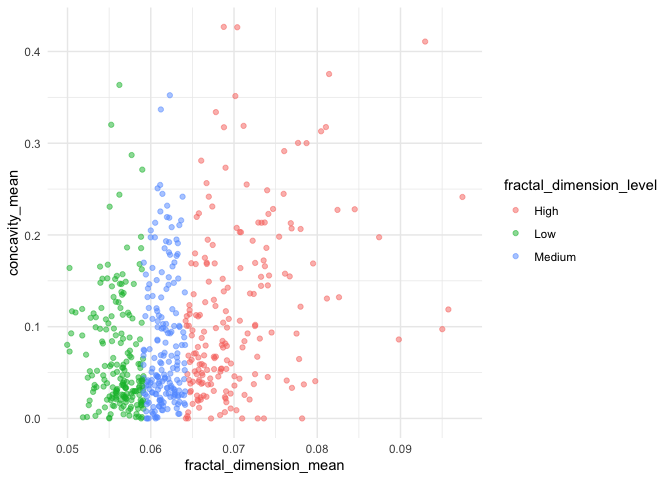 0.4
0.3
0.2
0.1
0.0
concavity_mean
0.05 0.06 0.07 0.08 0.09
fractal_dimension_mean
fractal_dimension_level
High
Low
Medium